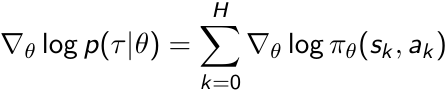 ∇_θ log p(τ|θ) = ∑_{k=0}^{H} ∇_θ log π_θ(s_k, a_k)